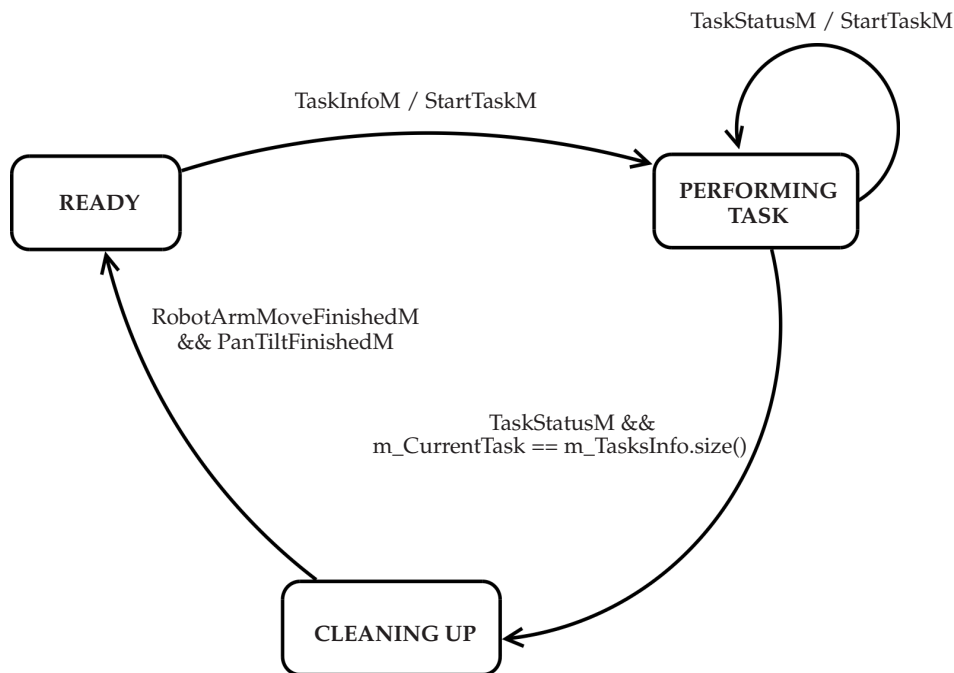 TaskStatusM / StartTaskM
TaskInfoM / StartTaskM
READY
PERFORMING
TASK
RobotArmMoveFinishedM
&& PanTiltFinishedM
TaskStatusM &&
m_CurrentTask == m_TasksInfo.size()
CLEANING UP